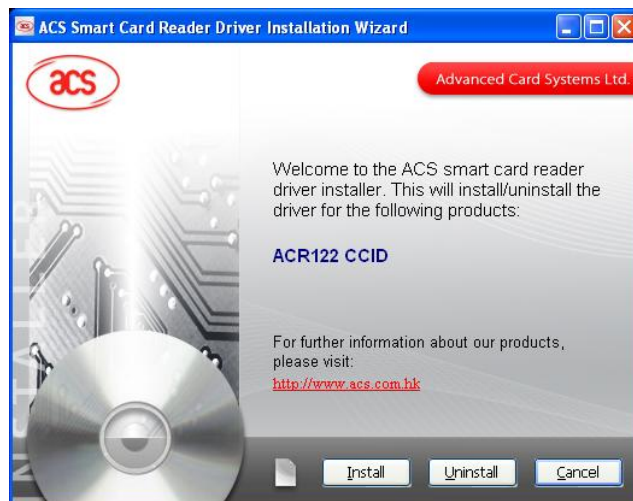 ACS Smart Card Reader Driver Installation Wizard
acs
Advanced Card Systems Ltd.
Welcome to the ACS smart card reader
driver installer. This will install/uninstall the
driver for the following products:
ACR122 CCID
For further information about our products,
please visit:
http://www.acs.com.hk
INSTALLER
Install
Uninstall
Cancel